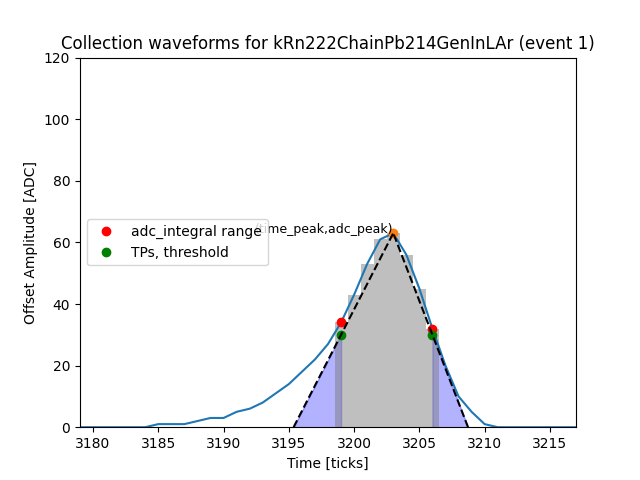 Collection waveforms for kRn222ChainPb214GenInLAr (event 1)
120
100
80
60
40
20
0
Offset Amplitude [ADC]
adc_integral range
TPs, threshold
(time_peak,adc_peak)
3180 3185 3190 3195 3200 3205 3210 3215
Time [ticks]